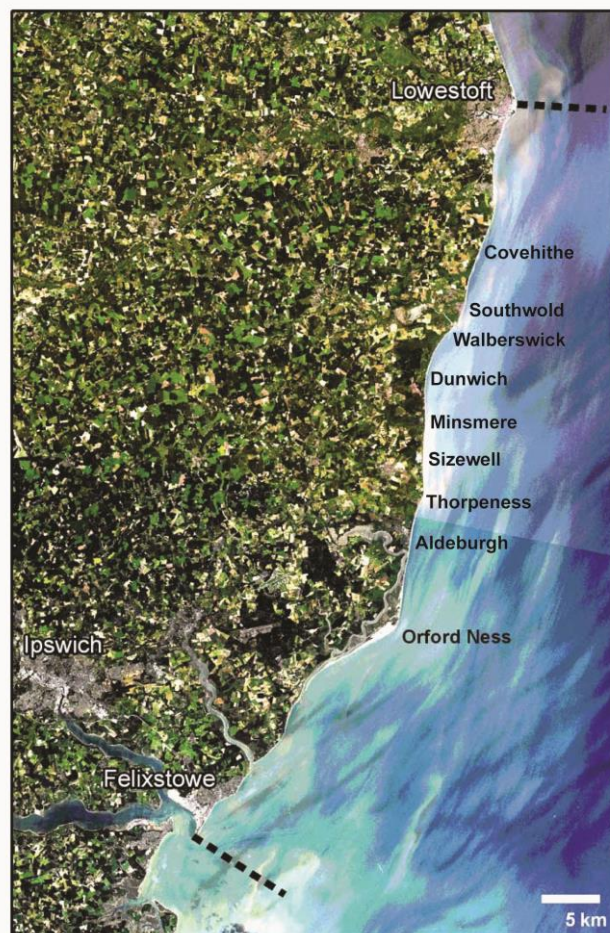 Lowestoft
Covehithe
Southwold
Walberswick
Dunwich
Minsmere
Sizewell
Thorpeness
Aldeburgh
Orford Ness
Ipswich
Felixstowe
5 km